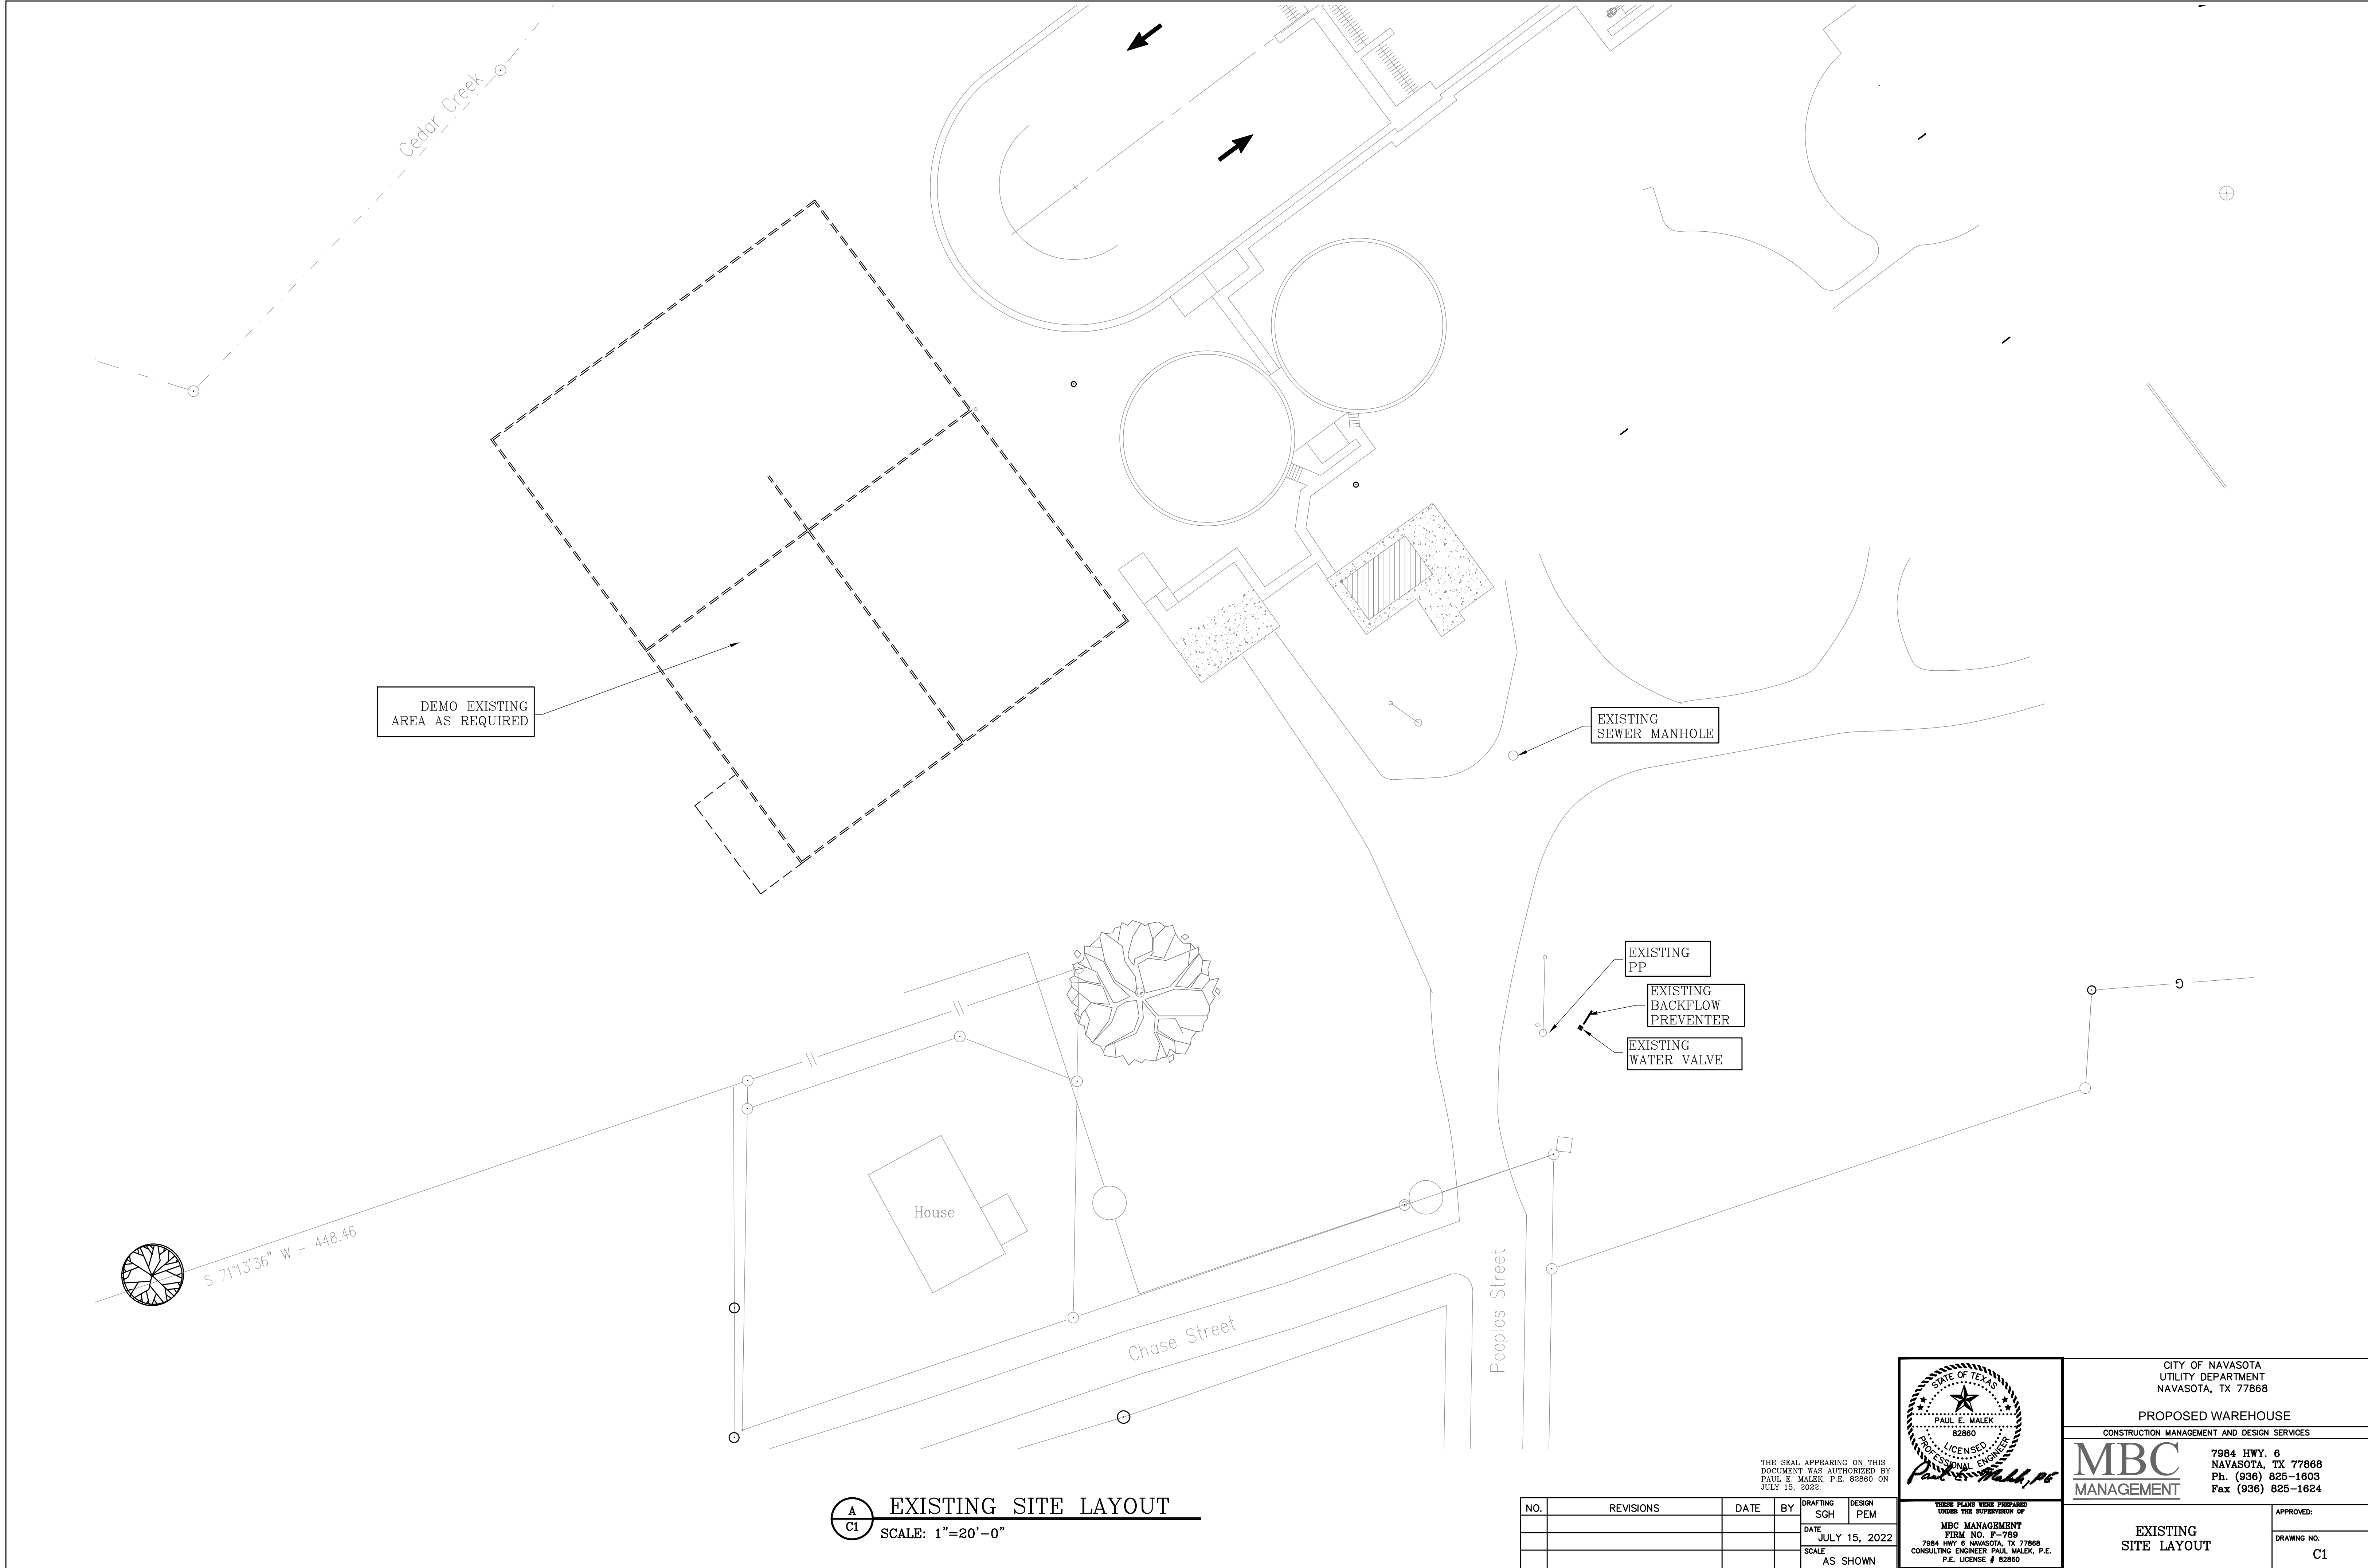 Cedar Creek
DEMO EXISTING
AREA AS REQUIRED
EXISTING
SEWER MANHOLE
EXISTING
PP
EXISTING
BACKFLOW
PREVENTER
EXISTING
WATER VALVE
House
S 71°13'36" W - 448.46
Chase Street
Peeples Street
A
C1
EXISTING SITE LAYOUT
SCALE: 1"=20'-0"
THE SEAL APPEARING ON THIS
DOCUMENT WAS AUTHORIZED BY
PAUL E. MALEK, P.E. 82860 ON
JULY 15, 2022.
NO. REVISIONS DATE BY
DRAFTING
SGH
DESIGN
PEM
DATE
JULY 15, 2022
SCALE
AS SHOWN
STATE OF TEXAS
PAUL E. MALEK
82860
LICENSED
PROFESSIONAL ENGINEER
Paul E. Malek, PE
THESE PLANS WERE PREPARED
UNDER THE SUPERVISION OF
MBC MANAGEMENT
FIRM NO. F-789
7984 HWY 6 NAVASOTA, TX 77868
CONSULTING ENGINEER PAUL MALEK, P.E.
P.E. LICENSE # 82860
CITY OF NAVASOTA
UTILITY DEPARTMENT
NAVASOTA, TX 77868
PROPOSED WAREHOUSE
CONSTRUCTION MANAGEMENT AND DESIGN SERVICES
MBC
MANAGEMENT
7984 HWY. 6
NAVASOTA, TX 77868
Ph. (936) 825-1603
Fax (936) 825-1624
EXISTING
SITE LAYOUT
APPROVED:
DRAWING NO.
C1